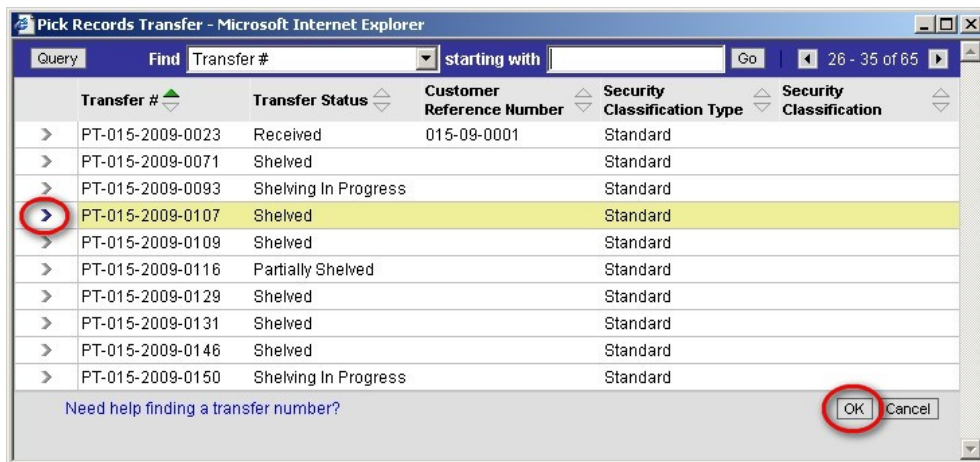 Pick Records Transfer - Microsoft Internet Explorer
Query Find Transfer # starting with Go 26 - 35 of 65
Transfer # Transfer Status Customer Reference Number Security Classification Type Security Classification
PT-015-2009-0023 Received 015-09-0001 Standard
PT-015-2009-0071 Shelved Standard
PT-015-2009-0093 Shelving In Progress Standard
PT-015-2009-0107 Shelved Standard
PT-015-2009-0109 Shelved Standard
PT-015-2009-0116 Partially Shelved Standard
PT-015-2009-0129 Shelved Standard
PT-015-2009-0131 Shelved Standard
PT-015-2009-0146 Shelved Standard
PT-015-2009-0150 Shelving In Progress Standard
Need help finding a transfer number? OK Cancel